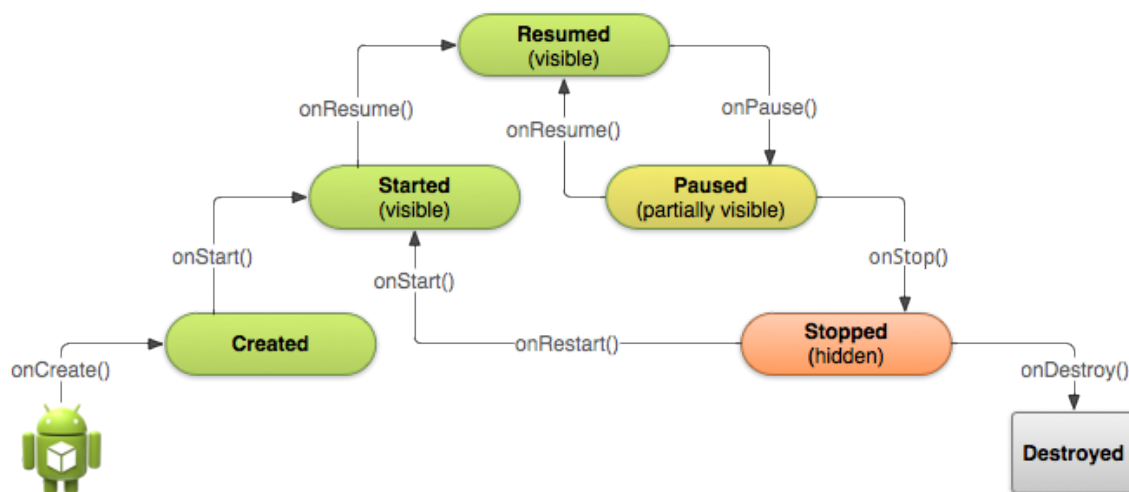 Resumed
(visible)
onResume()
onResume()
onPause()
Started
(visible)
Paused
(partially visible)
onStart()
onStart()
onStop()
Created
onRestart()
Stopped
(hidden)
onCreate()
onDestroy()
Destroyed